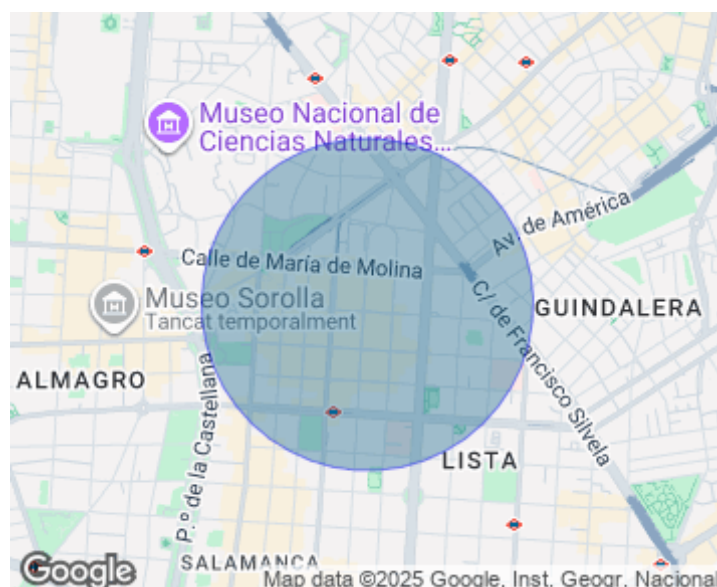 Museo Nacional de
Ciencias Naturales...
Av. de América
Calle de María de Molina
C/ de Francisco Silvela
Museo Sorolla
Tancat temporalment
GUINDALERA
ALMAGRO
P.º de la Castellana
LISTA
SALAMANCA
Google
Map data ©2025 Google, Inst. Geogr. Nacional